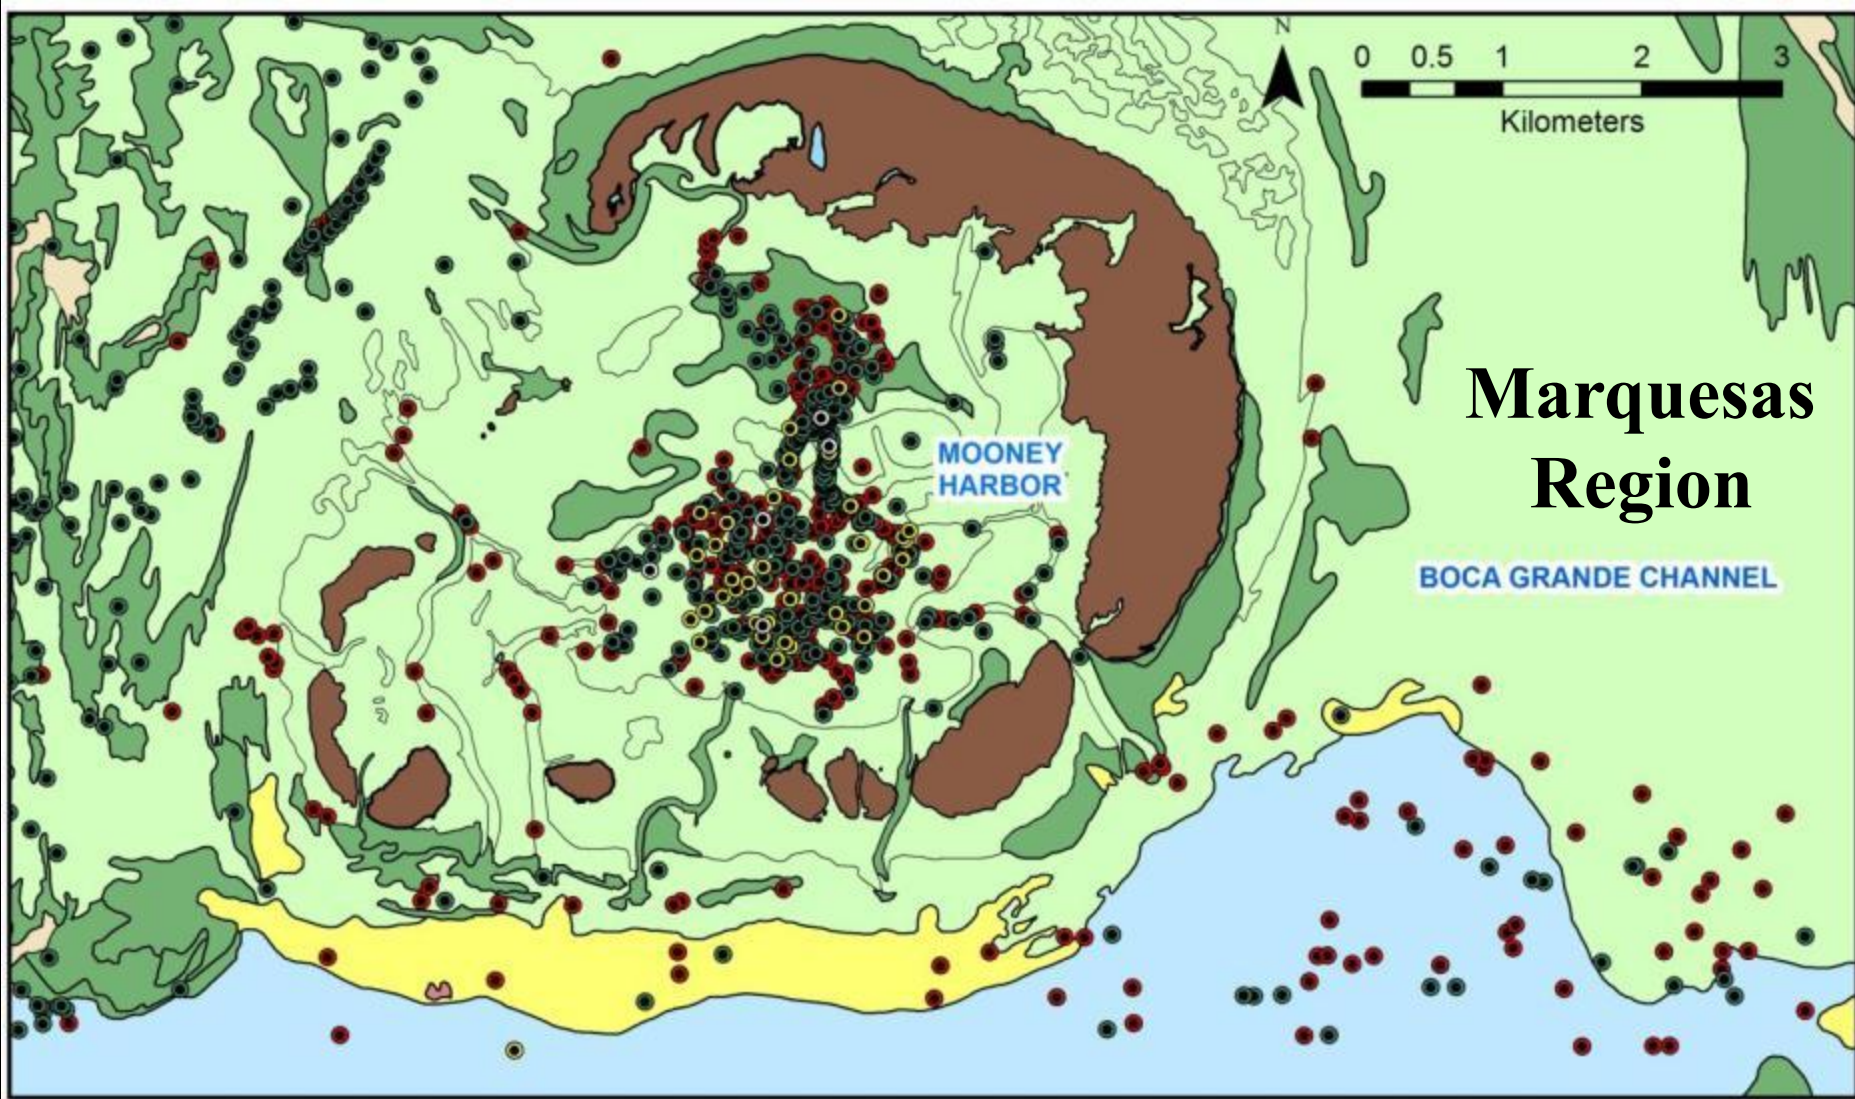 N
0 0.5 1 2 3
Kilometers
Marquesas
Region
MOONEY
HARBOR
BOCA GRANDE CHANNEL